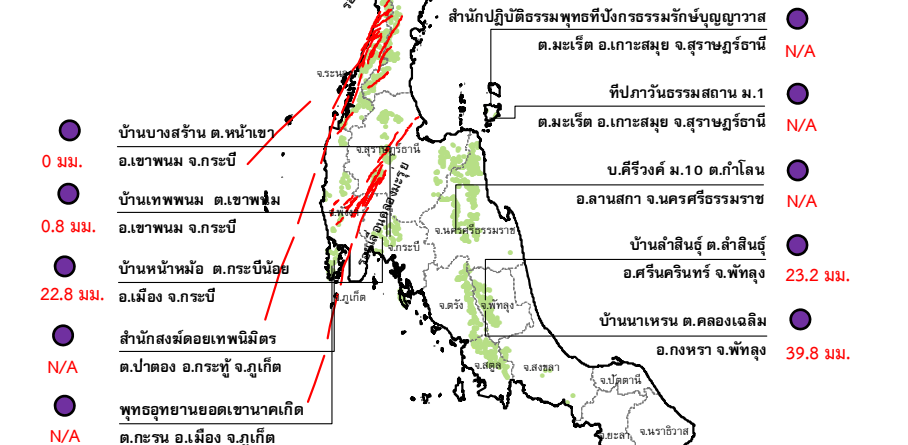 สำนักปฏิบัติธรรมพุทธทีปังกรธรรมรักษ์บุญญาวาส
ต.มะเร็ต อ.เกาะสมุย จ.สุราษฎร์ธานี
N/A
ทีปภาวันธรรมสถาน ม.1
ต.มะเร็ต อ.เกาะสมุย จ.สุราษฎร์ธานี
N/A
บ.คีรีวงค์ ม.10 ต.กำโลน
อ.ลานสกา จ.นครศรีธรรมราช
N/A
บ้านลำสินธุ์ ต.ลำสินธุ์
อ.ศรีนครินทร์ จ.พัทลุง
23.2 มม.
บ้านนาเหรน ต.คลองเฉลิม
อ.กงหรา จ.พัทลุง
39.8 มม.
บ้านบางสร้าน ต.หน้าเขา
อ.เขาพนม จ.กระบี่
0 มม.
บ้านเทพพนม ต.เขาพนม
อ.เขาพนม จ.กระบี่
0.8 มม.
บ้านหน้าหม้อ ต.กระบี่น้อย
อ.เมือง จ.กระบี่
22.8 มม.
สำนักสงฆ์ดอยเทพนิมิตร
ต.ปาตอง อ.กระทู้ จ.ภูเก็ต
N/A
พุทธอุทยานยอดเขานาคเกิด
ต.กะรน อ.เมือง จ.ภูเก็ต
N/A
จ.ระนอง
จ.สุราษฎร์ธานี
รอยเลื่อนคลองมะรุ่ย
จ.พังงา
จ.นครศรีธรรมราช
จ.กระบี่
จ.ภูเก็ต
จ.ตรัง
จ.พัทลุง
จ.สตูล
จ.สงขลา
จ.ปัตตานี
จ.ยะลา
จ.นราธิวาส